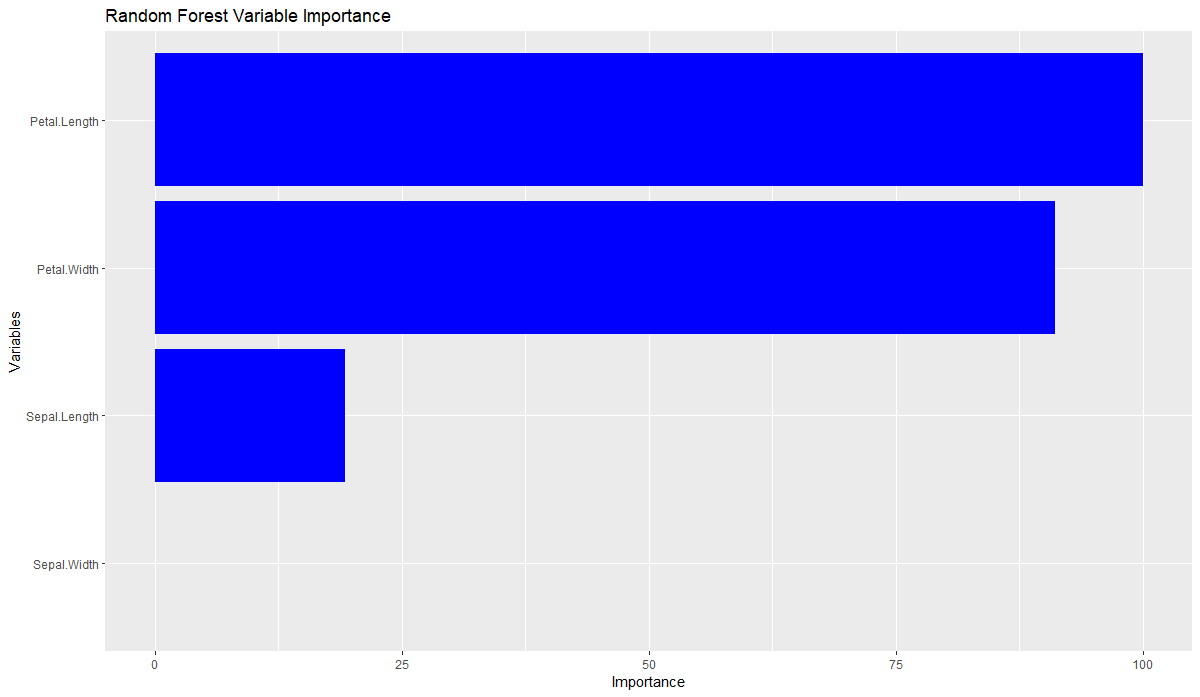 Random Forest Variable Importance
Petal.Length
Petal.Width
Sepal.Length
Sepal.Width
Variables
0 25 50 75 100
Importance